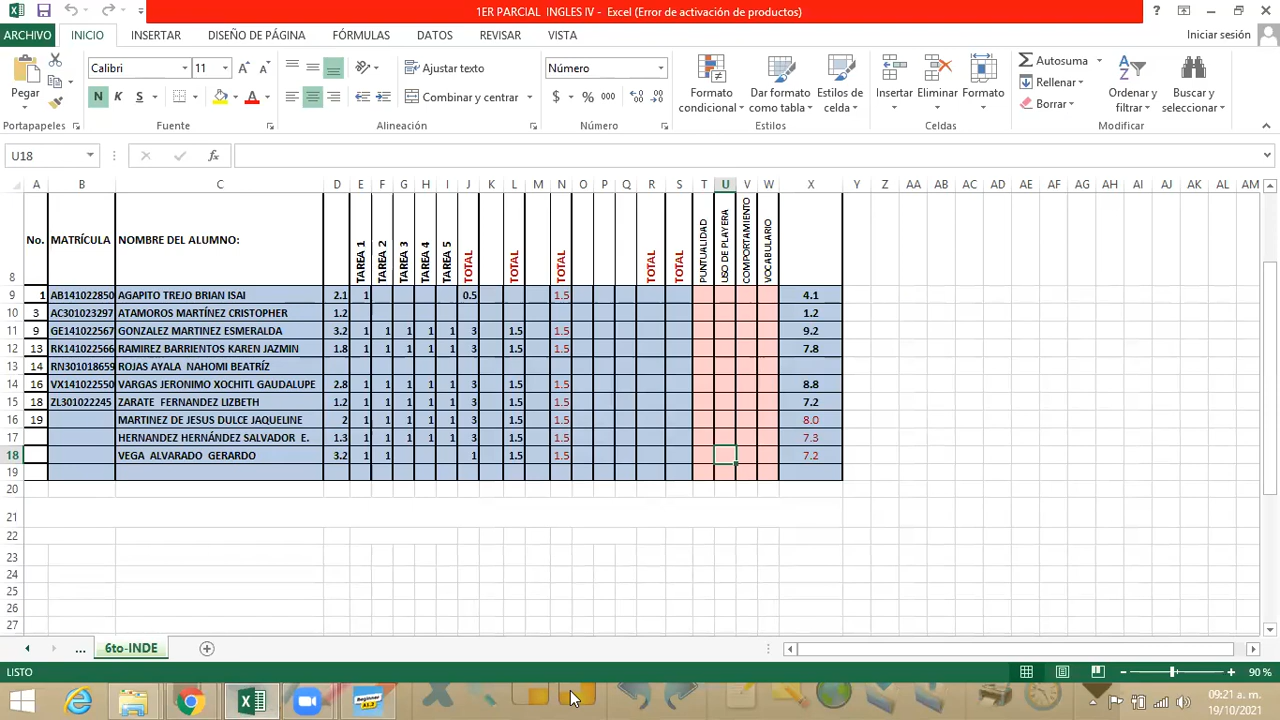 1ER PARCIAL INGLES IV - Excel (Error de activación de productos)
ARCHIVO INICIO INSERTAR DISEÑO DE PÁGINA FÓRMULAS DATOS REVISAR VISTA Iniciar sesión
Calibri 11 Ajustar texto Número Autosuma
Pegar N K S Combinar y centrar $ % 000 Formato condicional Dar formato como tabla Estilos de celda Insertar Eliminar Formato Rellenar Borrar Ordenar y filtrar Buscar y seleccionar
Portapapeles Fuente Alineación Número Estilos Celdas Modificar
U18 fx
A B C D E F G H I J K L M N O P Q R S T U V W X Y Z AA AB AC AD AE AF AG AH AI AJ AK AL AM
8 No. MATRÍCULA NOMBRE DEL ALUMNO: TAREA 1 TAREA 2 TAREA 3 TAREA 4 TAREA 5 TOTAL TOTAL TOTAL TOTAL TOTAL PUNTUALIDAD USO DE PLAYERA COMPORTAMIENTO VOCABULARIO
9 1 AB141022850 AGAPITO TREJO BRIAN ISAI 2.1 1 0.5 1.5 4.1
10 3 AC301023297 ATAMOROS MARTÍNEZ CRISTOPHER 1.2 1.2
11 9 GE141022567 GONZALEZ MARTINEZ ESMERALDA 3.2 1 1 1 1 1 3 1.5 1.5 9.2
12 13 RK141022566 RAMIREZ BARRIENTOS KAREN JAZMIN 1.8 1 1 1 1 1 3 1.5 1.5 7.8
13 14 RN301018659 ROJAS AYALA NAHOMI BEATRÍZ
14 16 VX141022550 VARGAS JERONIMO XOCHITL GAUDALUPE 2.8 1 1 1 1 1 3 1.5 1.5 8.8
15 18 ZL301022245 ZARATE FERNANDEZ LIZBETH 1.2 1 1 1 1 1 3 1.5 1.5 7.2
16 19 MARTINEZ DE JESUS DULCE JAQUELINE 2 1 1 1 1 1 3 1.5 1.5 8.0
17 HERNANDEZ HERNÁNDEZ SALVADOR E. 1.3 1 1 1 1 1 3 1.5 1.5 7.3
18 VEGA ALVARADO GERARDO 3.2 1 1 1 1.5 1.5 7.2
19
20
21
22
23
24
25
26
27
... 6to-INDE
LISTO 90 %
Beginner A1.2
09:21 a. m.
19/10/2021